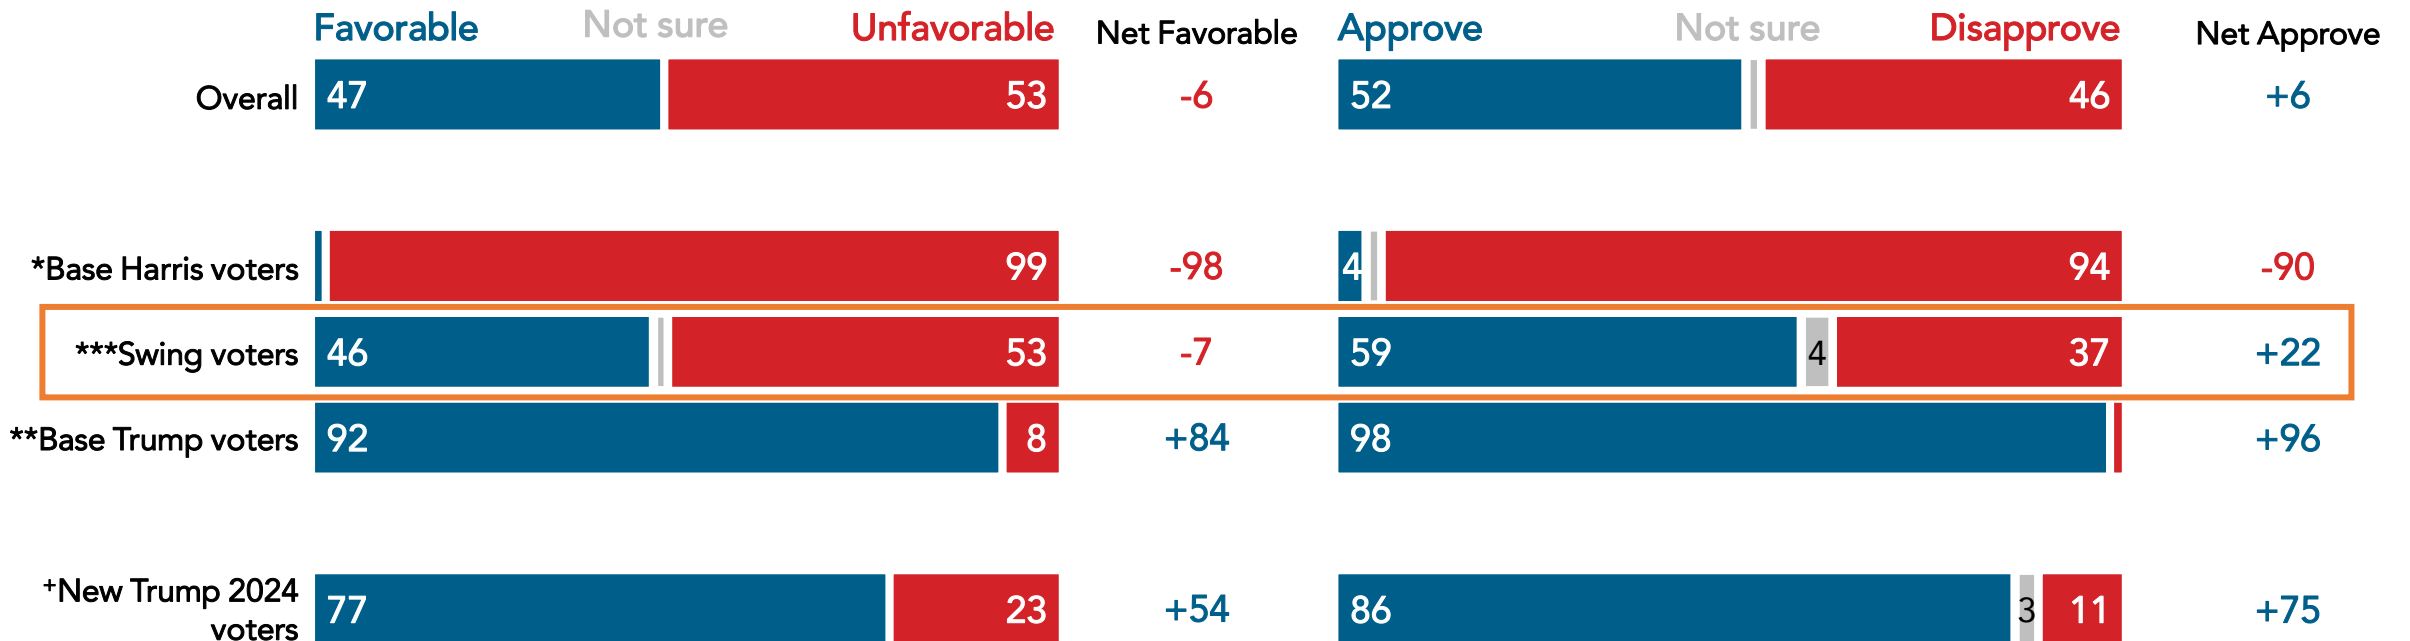 Favorable Not sure Unfavorable Net Favorable Approve Not sure Disapprove Net Approve
Overall 47 53 -6 52 46 +6
*Base Harris voters 99 -98 4 94 -90
***Swing voters 46 53 -7 59 4 37 +22
**Base Trump voters 92 8 +84 98 +96
+New Trump 2024
voters 77 23 +54 86 3 11 +75